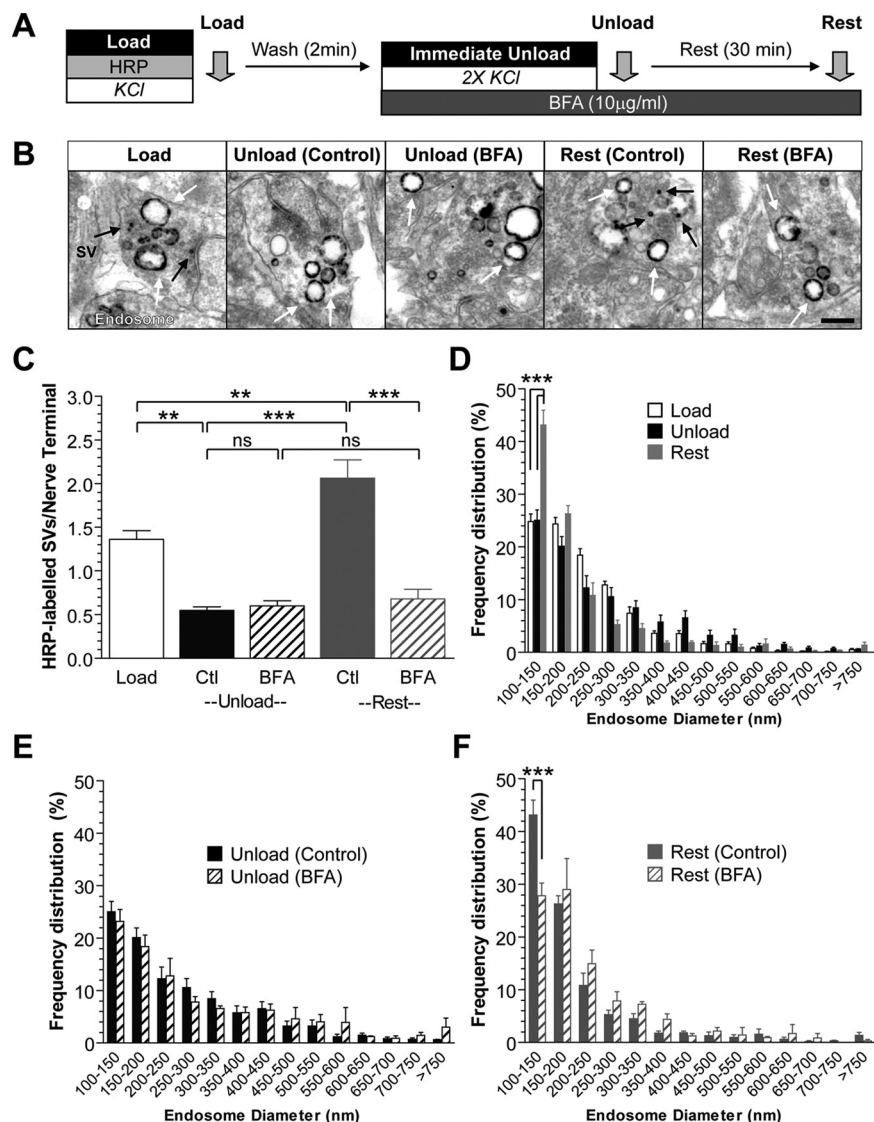 A
Load
HRP
KCl
Load
Wash (2min)
Immediate Unload
2X KCl
BFA (10μg/ml)
Unload
Rest (30 min)
Rest
B
Load
Unload (Control)
Unload (BFA)
Rest (Control)
Rest (BFA)
SV
Endosome
C
HRP-labelled SVs/Nerve Terminal
3.0
2.5
2.0
1.5
1.0
0.5
0.0
**
***
**
***
ns
ns
Load
Ctl
BFA
Ctl
BFA
--Unload--
--Rest--
D
Frequency distribution (%)
50
40
30
20
10
0
***
Load
Unload
Rest
100-150
150-200
200-250
250-300
300-350
350-400
400-450
450-500
500-550
550-600
600-650
650-700
700-750
>750
Endosome Diameter (nm)
E
Frequency distribution (%)
50
40
30
20
10
0
Unload (Control)
Unload (BFA)
100-150
150-200
200-250
250-300
300-350
350-400
400-450
450-500
500-550
550-600
600-650
650-700
700-750
>750
Endosome Diameter (nm)
F
Frequency distribution (%)
50
40
30
20
10
0
***
Rest (Control)
Rest (BFA)
100-150
150-200
200-250
250-300
300-350
350-400
400-450
450-500
500-550
550-600
600-650
650-700
700-750
>750
Endosome Diameter (nm)